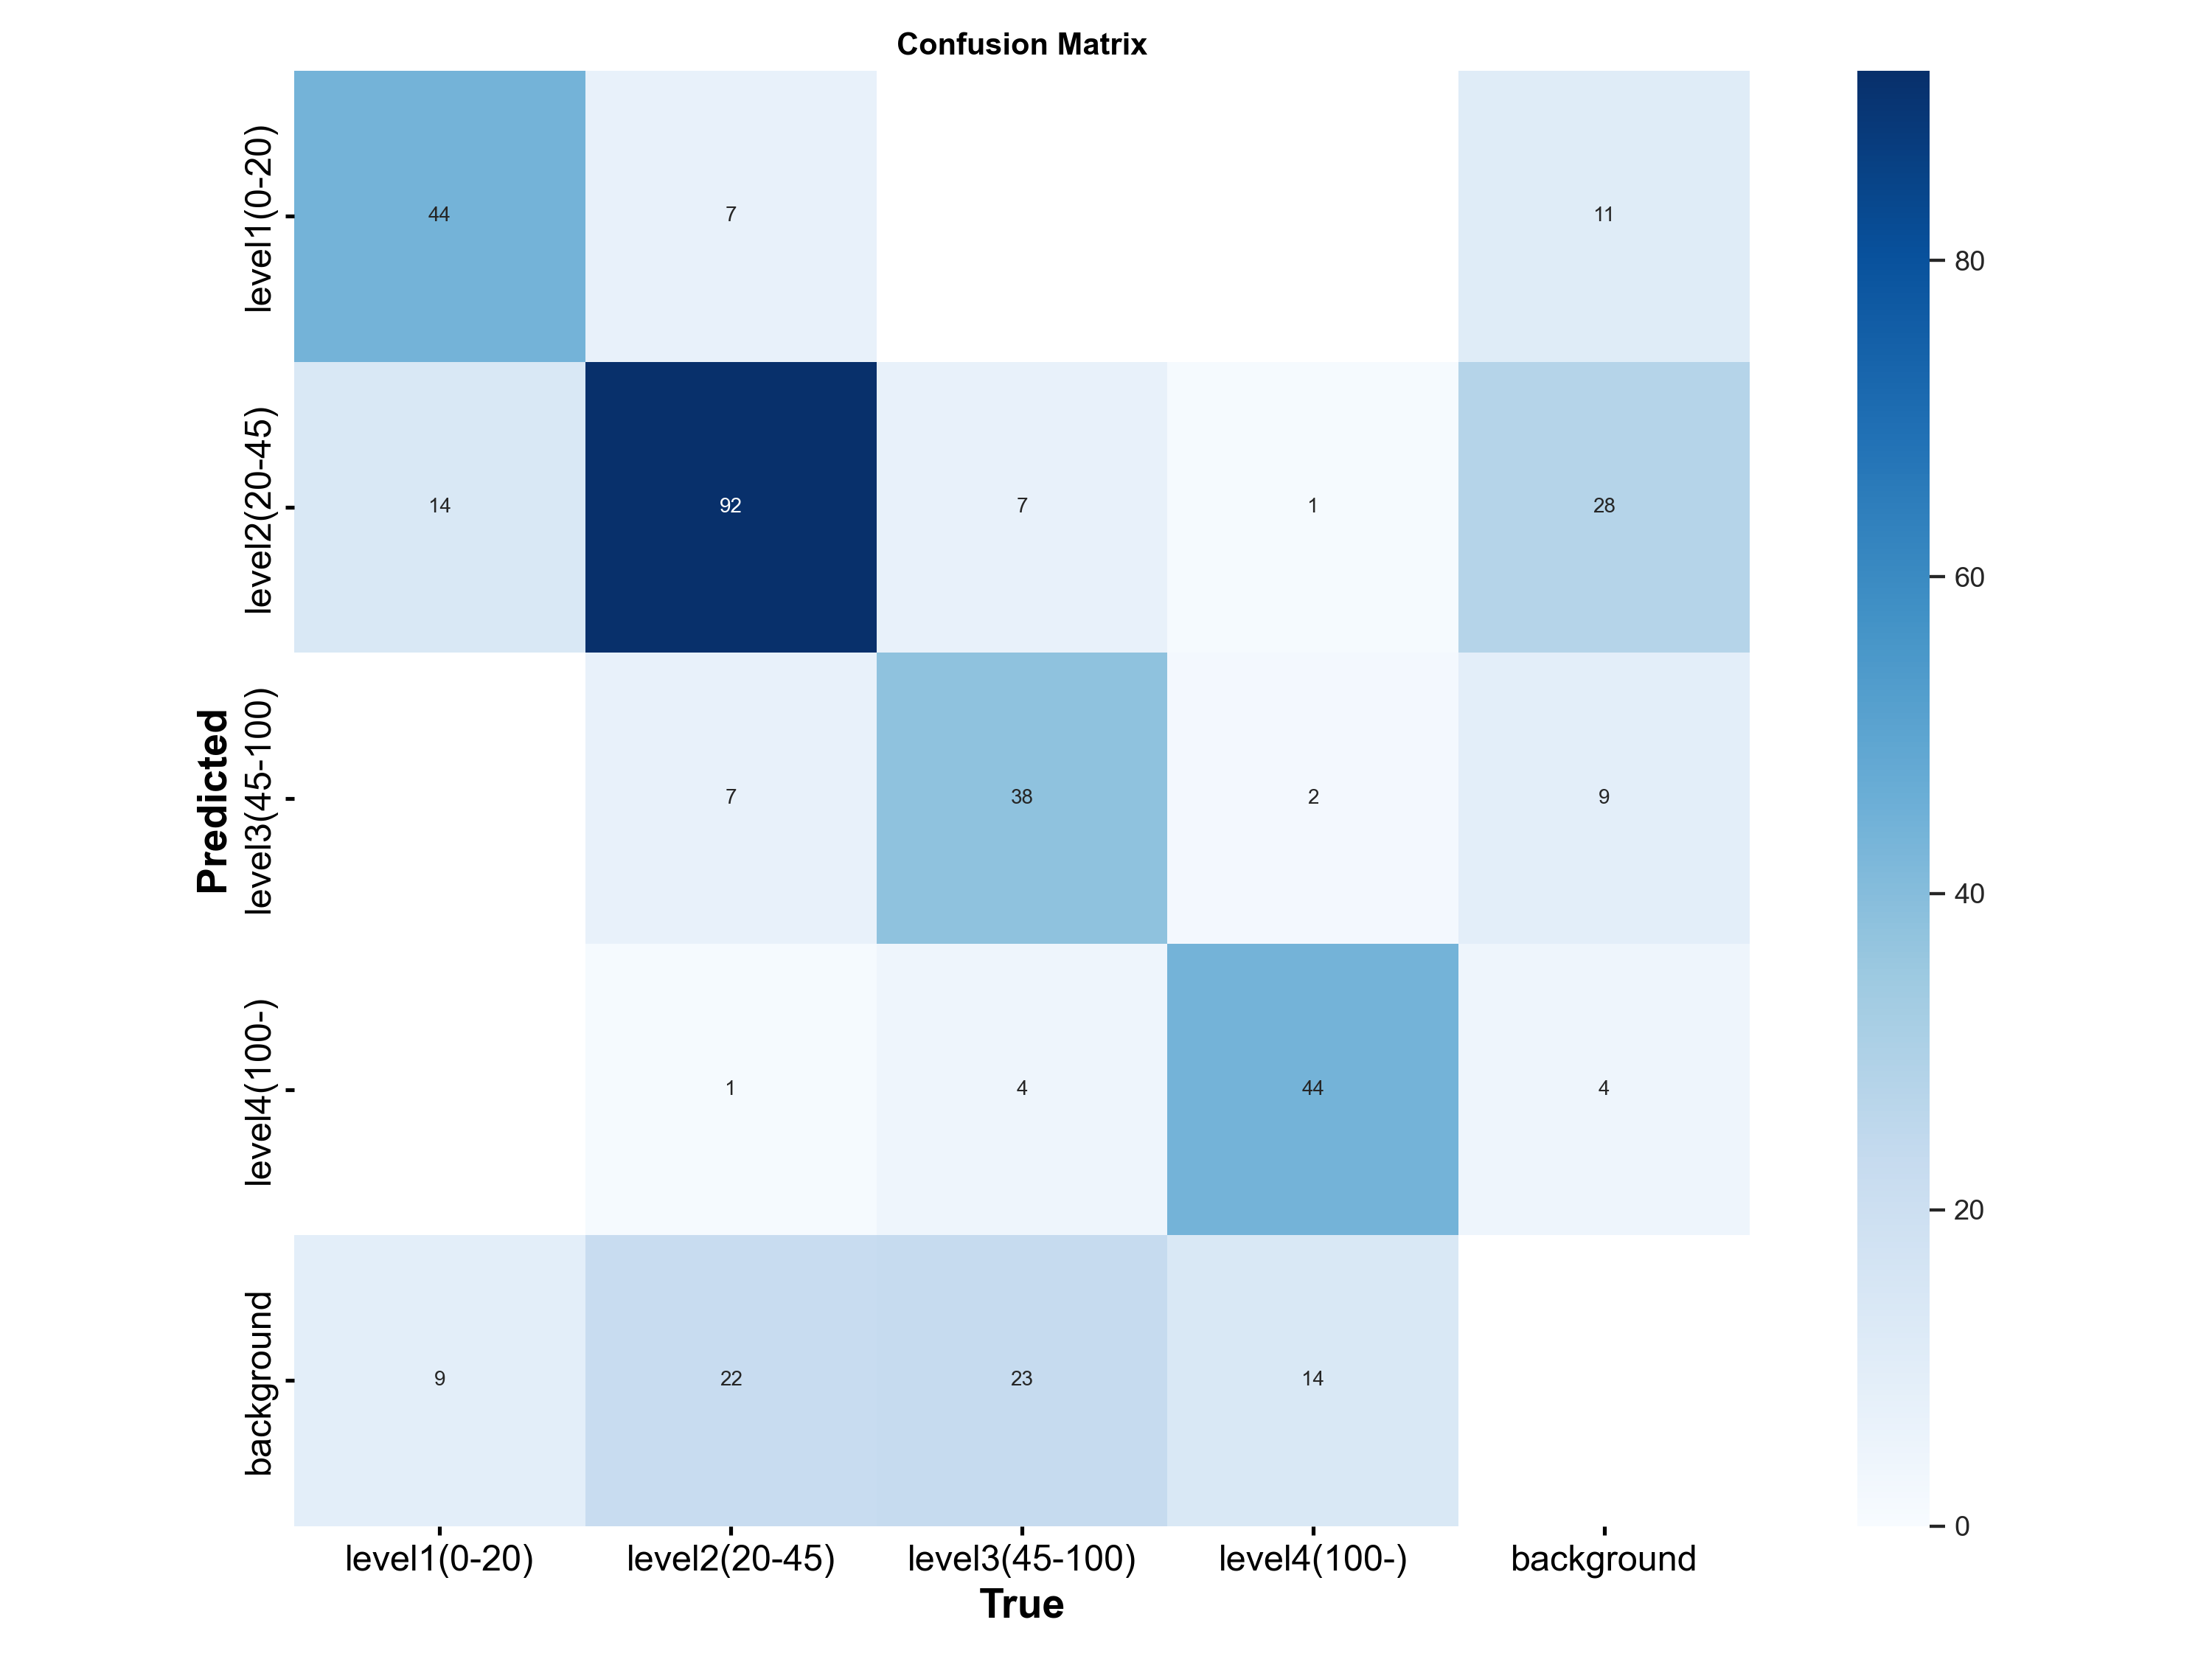 Confusion Matrix
Predicted
level1(0-20)
44 7 11
level2(20-45)
14 92 7 1 28
level3(45-100)
7 38 2 9
level4(100-)
1 4 44 4
background
9 22 23 14
level1(0-20) level2(20-45) level3(45-100) level4(100-) background
True
80
60
40
20
0